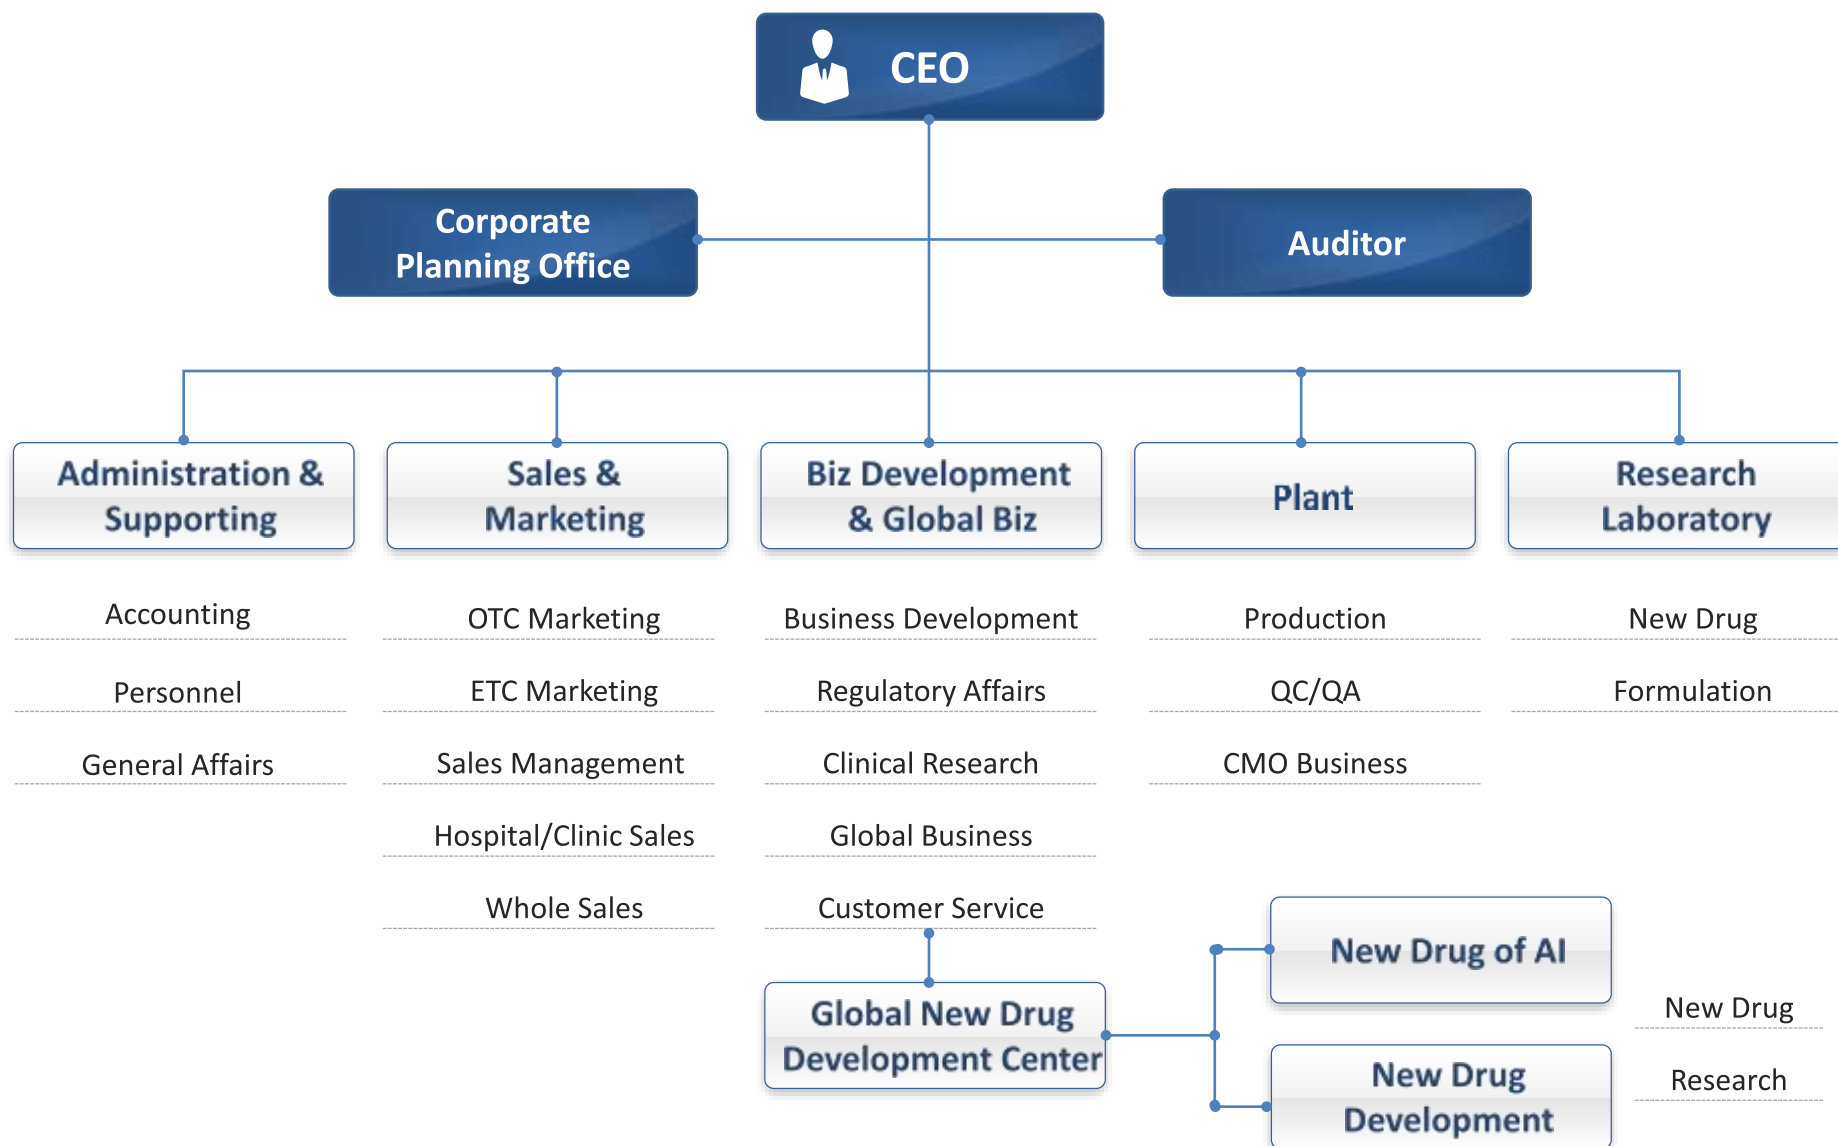 CEO
Corporate
Planning Office
Auditor
Administration &
Supporting
Sales &
Marketing
Biz Development
& Global Biz
Plant
Research
Laboratory
Accounting
Personnel
General Affairs
OTC Marketing
ETC Marketing
Sales Management
Hospital/Clinic Sales
Whole Sales
Business Development
Regulatory Affairs
Clinical Research
Global Business
Customer Service
Production
QC/QA
CMO Business
New Drug
Formulation
Global New Drug
Development Center
New Drug of AI
New Drug
Development
New Drug
Research